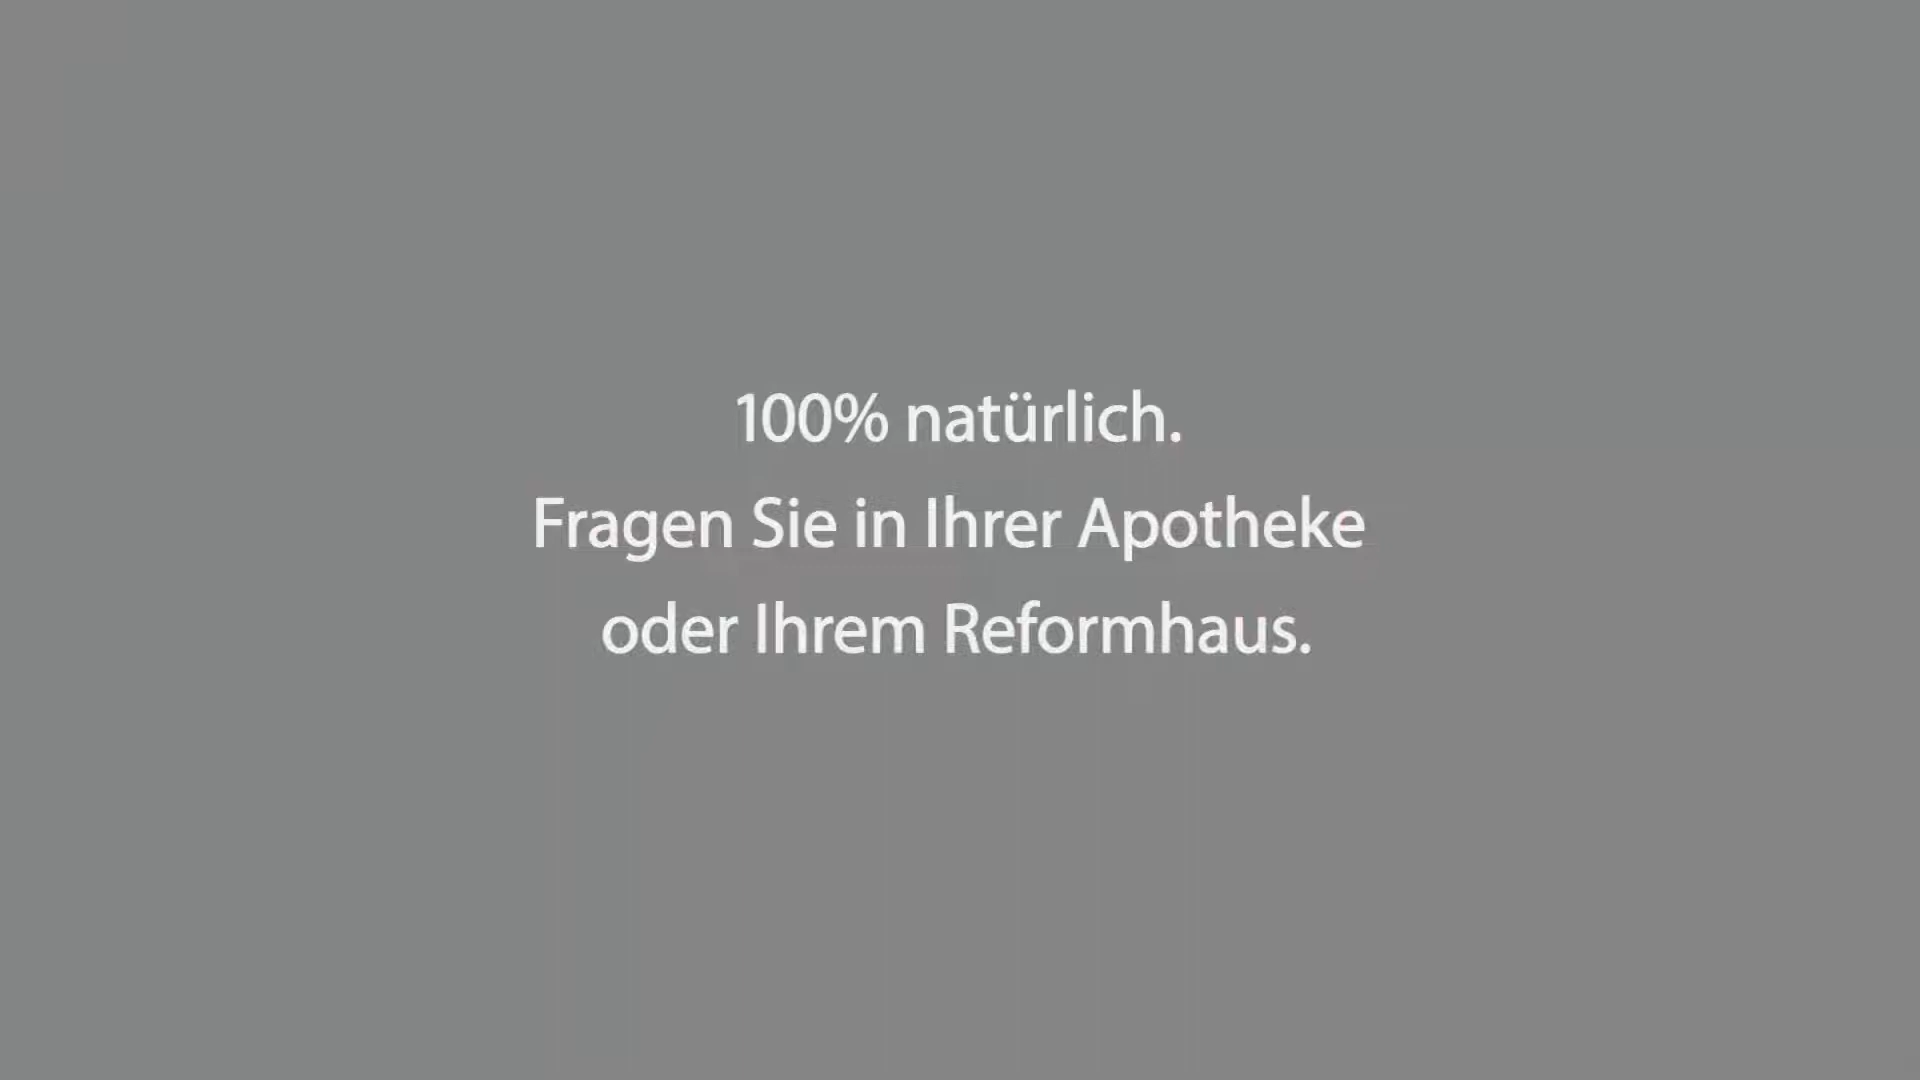 100% natürlich.
Fragen Sie in Ihrer Apotheke
oder Ihrem Reformhaus.